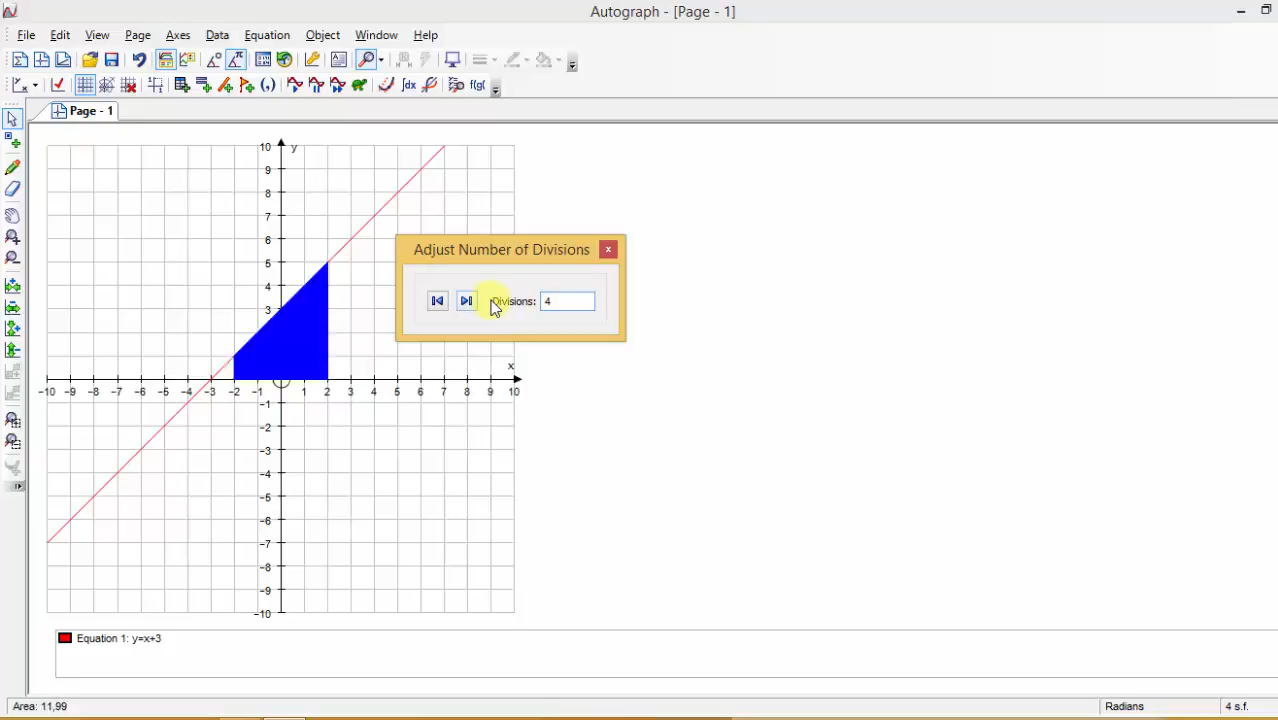 Autograph - [Page - 1]
File Edit View Page Axes Data Equation Object Window Help
∫dx f(g(
Page - 1
10 y
9
8
7
6
5
4
3
Adjust Number of Divisions
Divisions: 4
x
−10 −9 −8 −7 −6 −5 −4 −3 −2 −1 1 2 3 4 5 6 7 8 9 10
−1
−2
−3
−4
−5
−6
−7
−8
−9
−10
Equation 1: y=x+3
Area: 11,99 Radians 4 s.f.